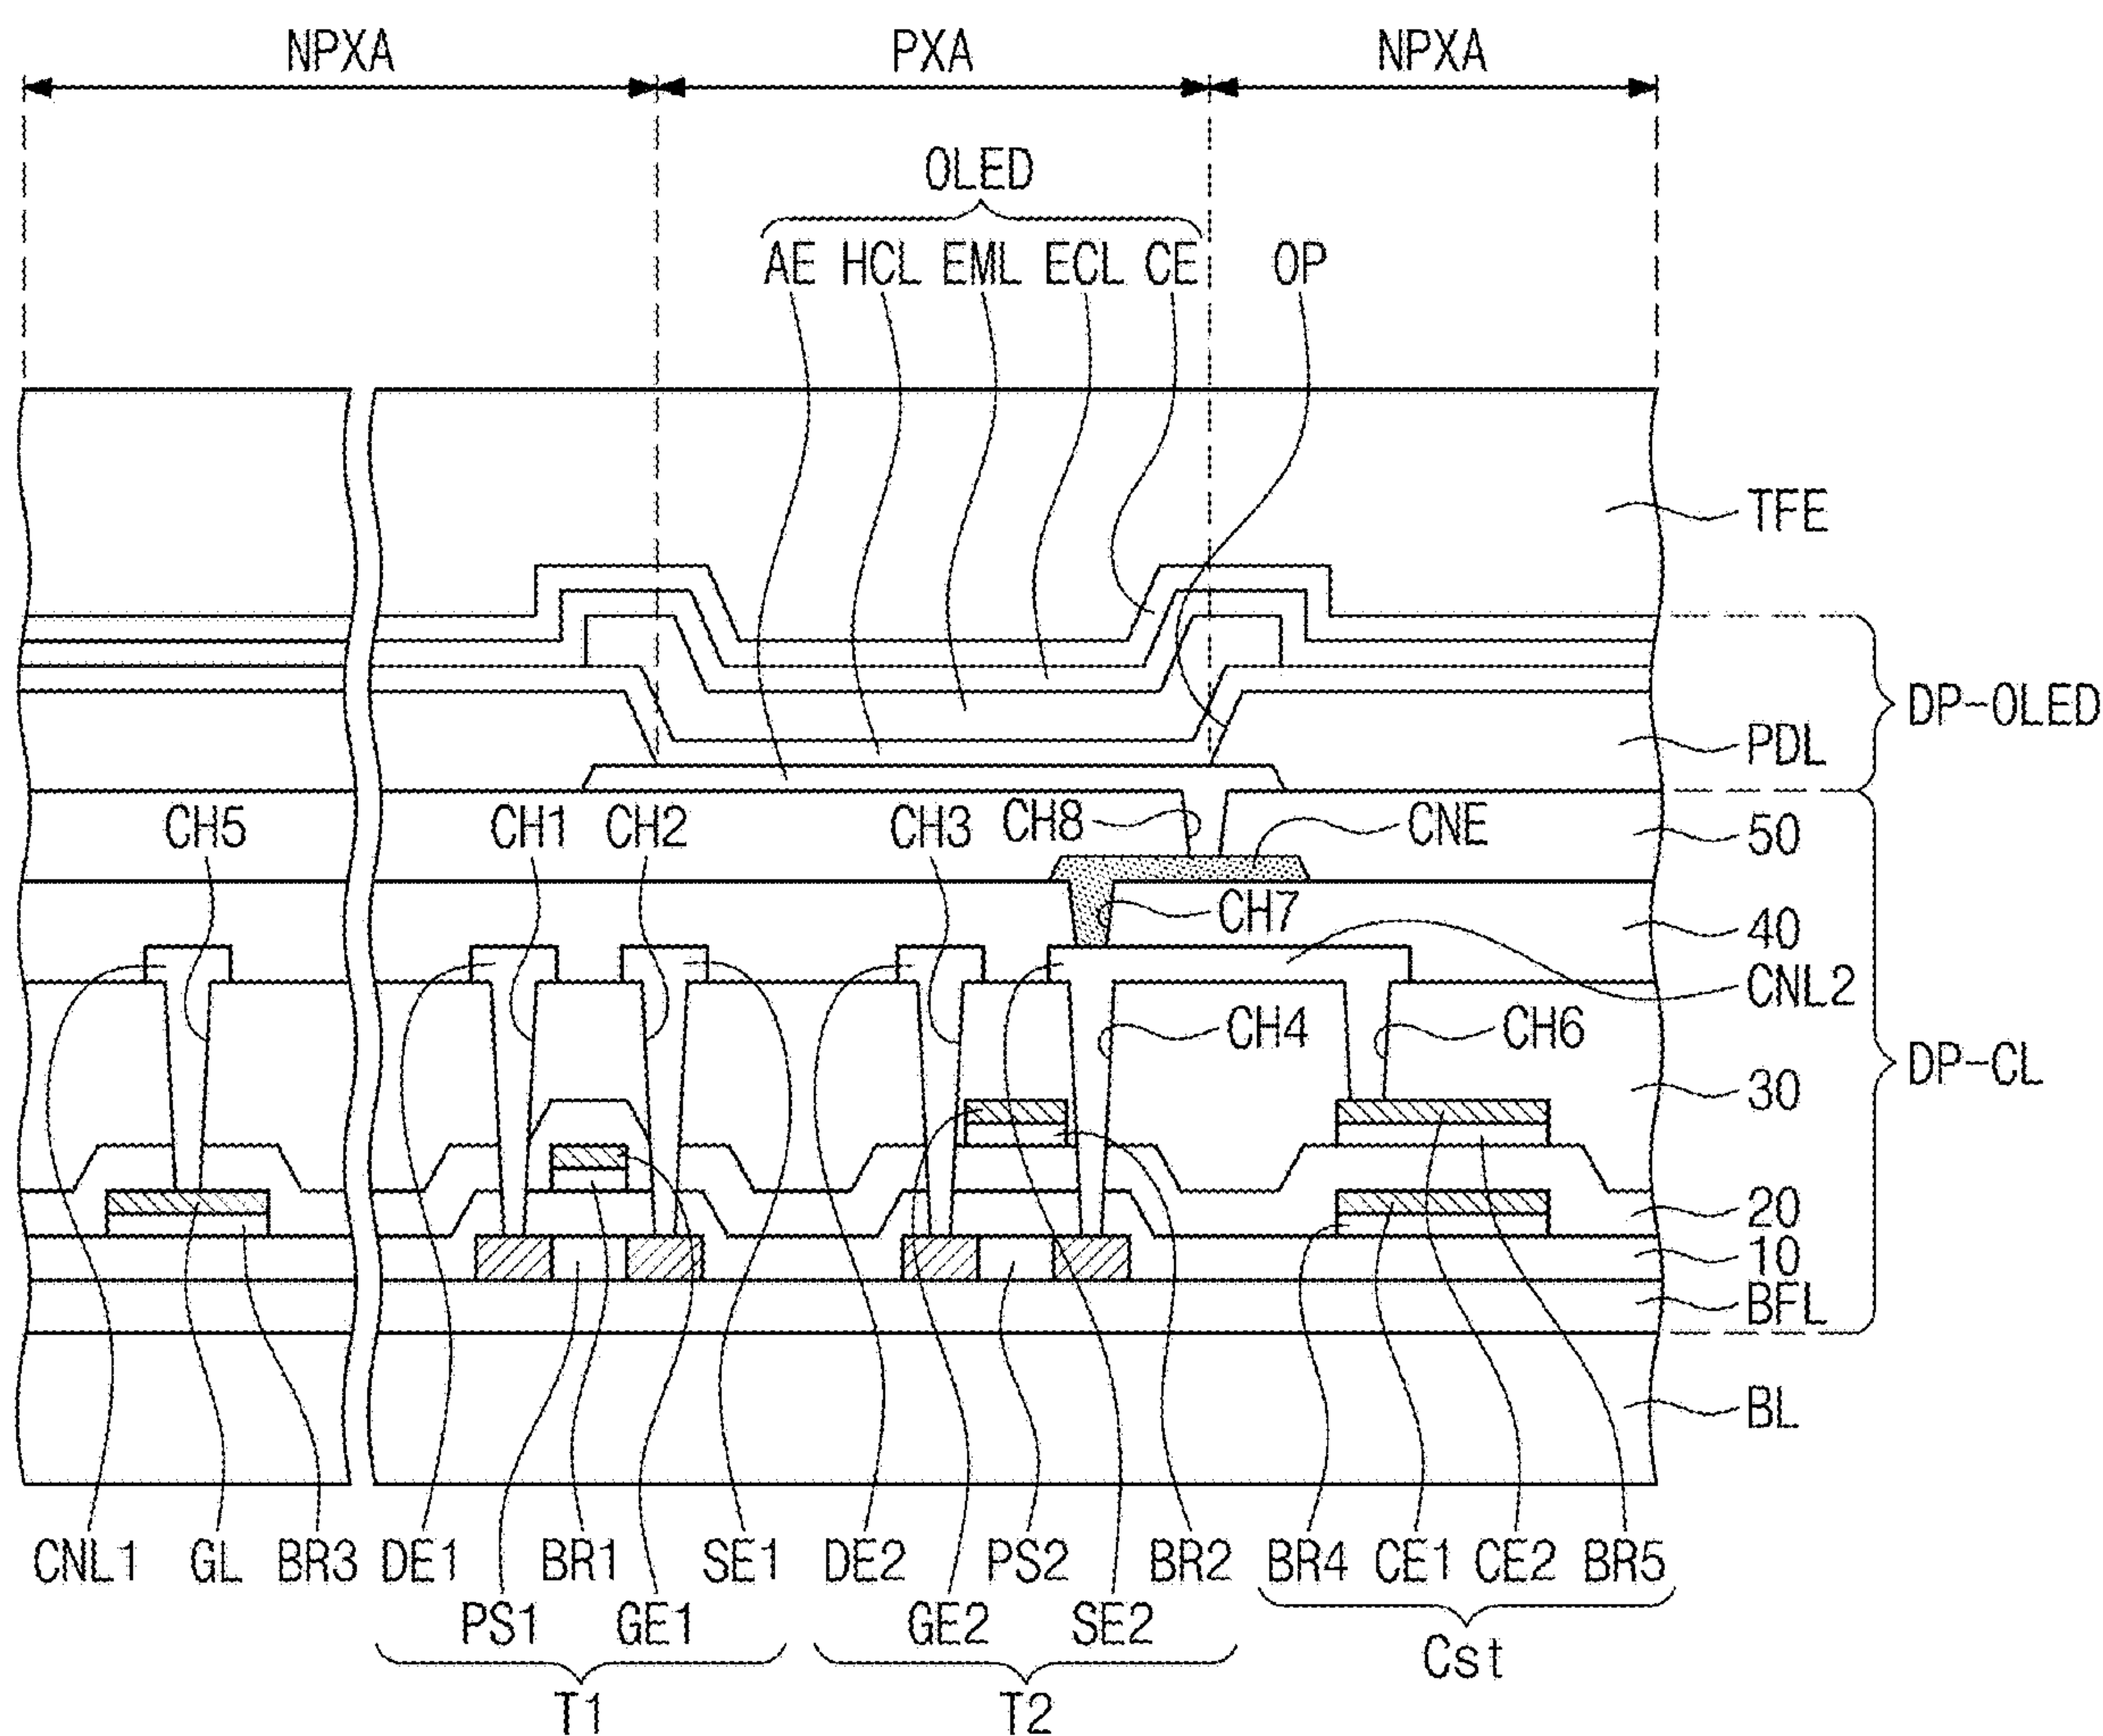 NPXA PXA NPXA
OLED
AE HCL EML ECL CE OP
TFE
DP-OLED
PDL
CH5 CH1 CH2 CH3 CH8 CNE 50
CH7 40
CNL2
CH4 CH6
DP-CL
30
20
10
BFL
BL
CNL1 GL BR3 DE1 BR1 SE1 DE2 PS2 BR2 BR4 CE1 CE2 BR5
PS1 GE1 GE2 SE2
Cst
T1 T2